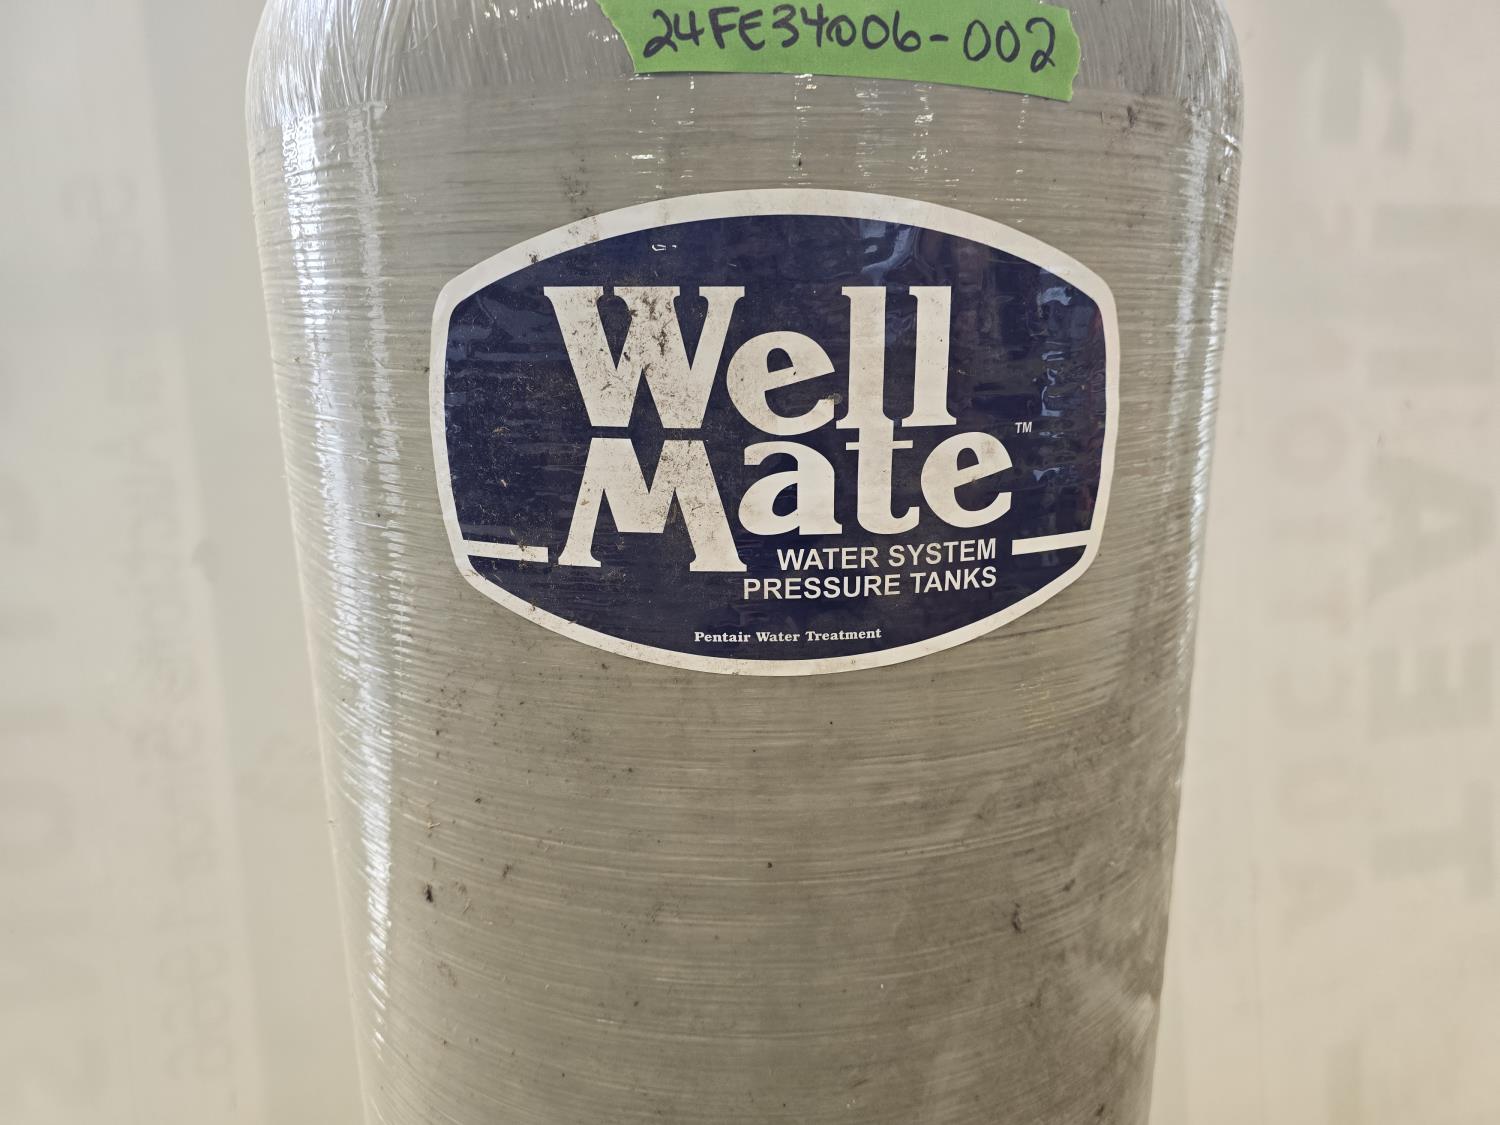 24FE34006-002
Well
Mate™
WATER SYSTEM
PRESSURE TANKS
Pentair Water Treatment